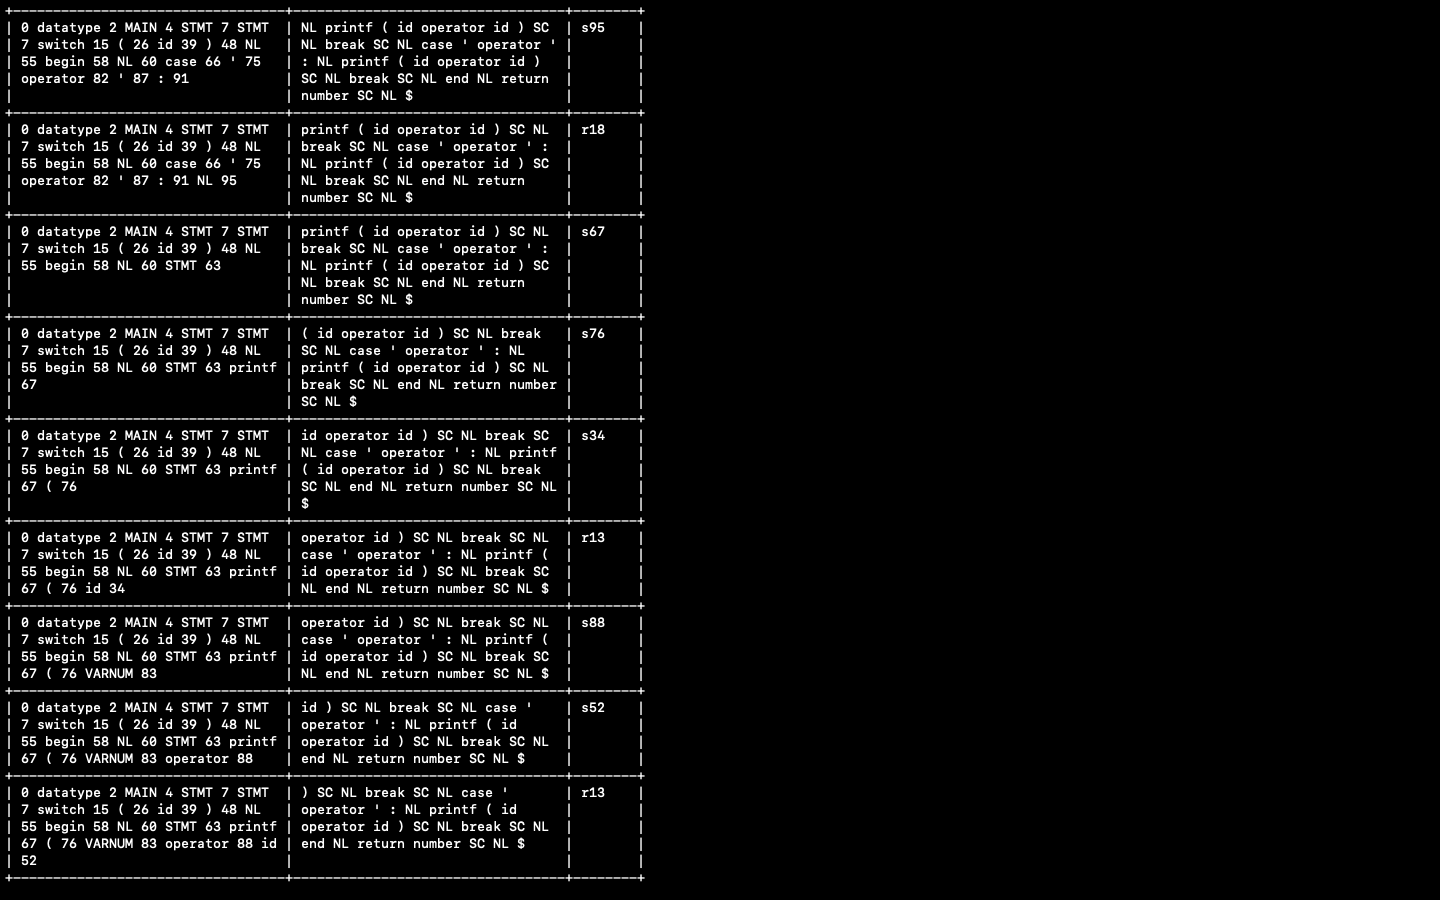 +----------------------------------+-----------------------------------+--------+
| 0 datatype 2 MAIN 4 STMT 7 STMT  | NL printf ( id operator id ) SC   | s95    |
| 7 switch 15 ( 26 id 39 ) 48 NL   | NL break SC NL case ' operator '  |        |
| 55 begin 58 NL 60 case 66 ' 75   | : NL printf ( id operator id )    |        |
| operator 82 ' 87 : 91            | SC NL break SC NL end NL return   |        |
|                                  | number SC NL $                    |        |
+----------------------------------+-----------------------------------+--------+
| 0 datatype 2 MAIN 4 STMT 7 STMT  | printf ( id operator id ) SC NL   | r18    |
| 7 switch 15 ( 26 id 39 ) 48 NL   | break SC NL case ' operator ' :   |        |
| 55 begin 58 NL 60 case 66 ' 75   | NL printf ( id operator id ) SC   |        |
| operator 82 ' 87 : 91 NL 95      | NL break SC NL end NL return      |        |
|                                  | number SC NL $                    |        |
+----------------------------------+-----------------------------------+--------+
| 0 datatype 2 MAIN 4 STMT 7 STMT  | printf ( id operator id ) SC NL   | s67    |
| 7 switch 15 ( 26 id 39 ) 48 NL   | break SC NL case ' operator ' :   |        |
| 55 begin 58 NL 60 STMT 63        | NL printf ( id operator id ) SC   |        |
|                                  | NL break SC NL end NL return      |        |
|                                  | number SC NL $                    |        |
+----------------------------------+-----------------------------------+--------+
| 0 datatype 2 MAIN 4 STMT 7 STMT  | ( id operator id ) SC NL break    | s76    |
| 7 switch 15 ( 26 id 39 ) 48 NL   | SC NL case ' operator ' : NL      |        |
| 55 begin 58 NL 60 STMT 63 printf | printf ( id operator id ) SC NL   |        |
| 67                               | break SC NL end NL return number  |        |
|                                  | SC NL $                           |        |
+----------------------------------+-----------------------------------+--------+
| 0 datatype 2 MAIN 4 STMT 7 STMT  | id operator id ) SC NL break SC   | s34    |
| 7 switch 15 ( 26 id 39 ) 48 NL   | NL case ' operator ' : NL printf  |        |
| 55 begin 58 NL 60 STMT 63 printf | ( id operator id ) SC NL break    |        |
| 67 ( 76                          | SC NL end NL return number SC NL  |        |
|                                  | $                                 |        |
+----------------------------------+-----------------------------------+--------+
| 0 datatype 2 MAIN 4 STMT 7 STMT  | operator id ) SC NL break SC NL   | r13    |
| 7 switch 15 ( 26 id 39 ) 48 NL   | case ' operator ' : NL printf (   |        |
| 55 begin 58 NL 60 STMT 63 printf | id operator id ) SC NL break SC   |        |
| 67 ( 76 id 34                    | NL end NL return number SC NL $   |        |
+----------------------------------+-----------------------------------+--------+
| 0 datatype 2 MAIN 4 STMT 7 STMT  | operator id ) SC NL break SC NL   | s88    |
| 7 switch 15 ( 26 id 39 ) 48 NL   | case ' operator ' : NL printf (   |        |
| 55 begin 58 NL 60 STMT 63 printf | id operator id ) SC NL break SC   |        |
| 67 ( 76 VARNUM 83                | NL end NL return number SC NL $   |        |
+----------------------------------+-----------------------------------+--------+
| 0 datatype 2 MAIN 4 STMT 7 STMT  | id ) SC NL break SC NL case '     | s52    |
| 7 switch 15 ( 26 id 39 ) 48 NL   | operator ' : NL printf ( id       |        |
| 55 begin 58 NL 60 STMT 63 printf | operator id ) SC NL break SC NL   |        |
| 67 ( 76 VARNUM 83 operator 88    | end NL return number SC NL $      |        |
+----------------------------------+-----------------------------------+--------+
| 0 datatype 2 MAIN 4 STMT 7 STMT  | ) SC NL break SC NL case '        | r13    |
| 7 switch 15 ( 26 id 39 ) 48 NL   | operator ' : NL printf ( id       |        |
| 55 begin 58 NL 60 STMT 63 printf | operator id ) SC NL break SC NL   |        |
| 67 ( 76 VARNUM 83 operator 88 id | end NL return number SC NL $      |        |
| 52                               |                                   |        |
+----------------------------------+-----------------------------------+--------+